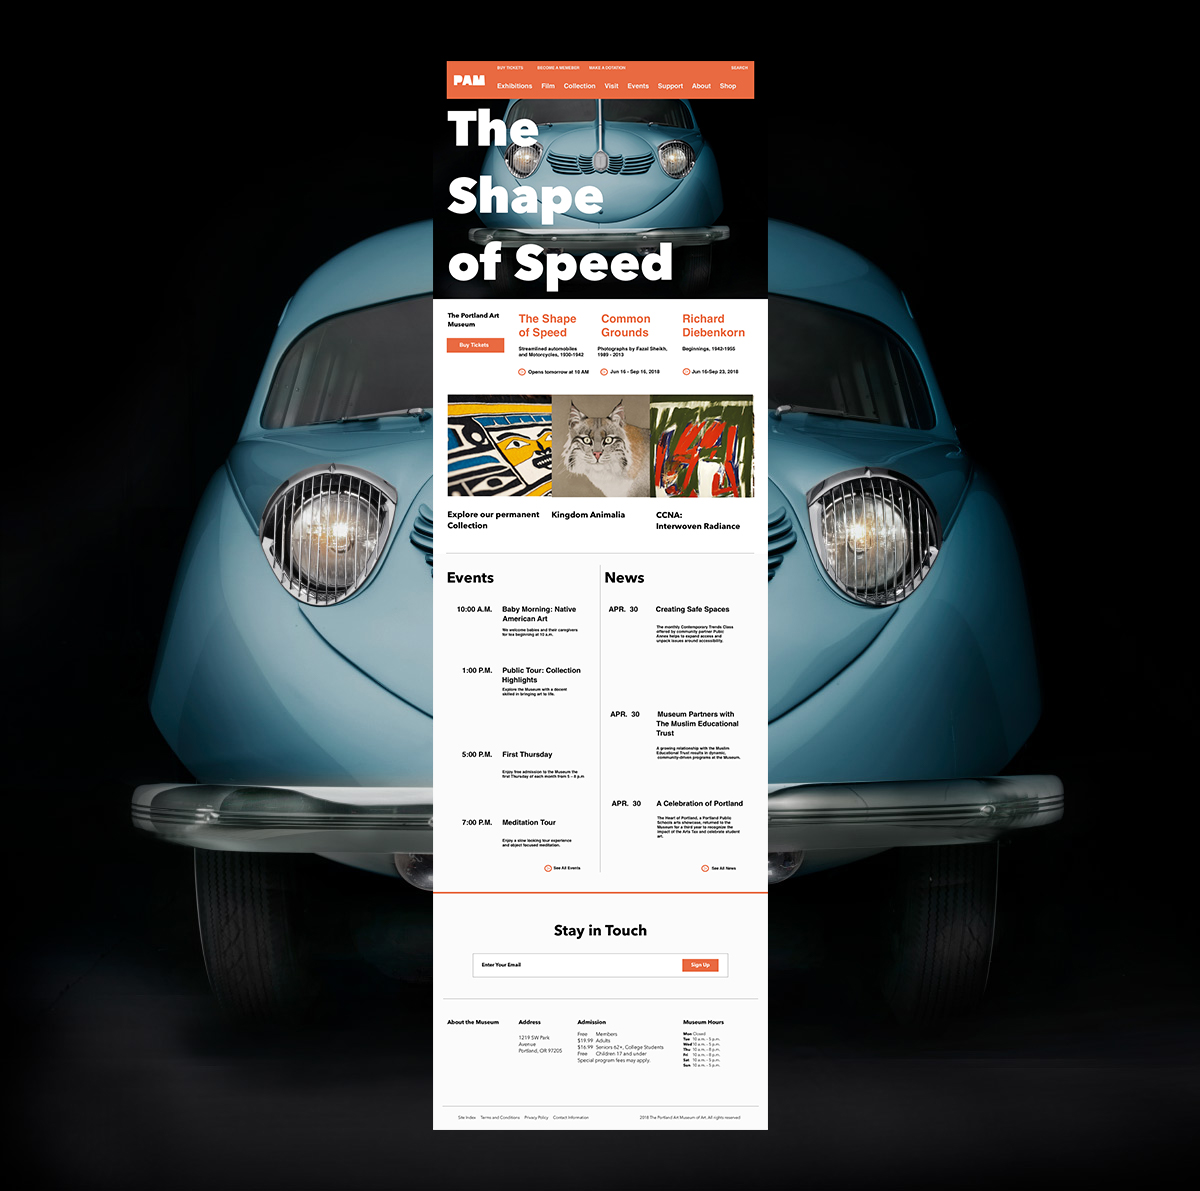 BUY TICKETS BECOME A MEMEBER MAKE A DOTATION SEARCH
PAM
Exhibitions Film Collection Visit Events Support About Shop
The
Shape
of Speed
The Portland Art
Museum
Buy Tickets
The Shape
of Speed
Streamlined automobiles
and Motorcycles, 1930-1942
Opens tomorrow at 10 AM
Common
Grounds
Photographs by Fazal Sheikh,
1989 - 2013
Jun 16 - Sep 16, 2018
Richard
Diebenkorn
Beginnings, 1942-1955
Jun 16-Sep 23, 2018
Explore our permanent
Collection
Kingdom Animalia
CCNA:
Interwoven Radiance
Events
10:00 A.M. Baby Morning: Native
American Art
We welcome babies and their caregivers
for tea beginning at 10 a.m.
1:00 P.M. Public Tour: Collection
Highlights
Explore the Museum with a docent
skilled in bringing art to life.
5:00 P.M. First Thursday
Enjoy free admission to the Museum the
first Thursday of each month from 5 – 8 p.m
7:00 P.M. Meditation Tour
Enjoy a slow looking tour experience
and object focused meditation.
See All Events
News
APR. 30 Creating Safe Spaces
The monthly Contemporary Trends Class
offered by community partner Public
Annex helps to expand access and
unpack issues around accessibility.
APR. 30 Museum Partners with
The Muslim Educational
Trust
A growing relationship with the Muslim
Educational Trust results in dynamic,
community-driven programs at the Museum.
APR. 30 A Celebration of Portland
The Heart of Portland, a Portland Public
Schools arts showcase, returned to the
Museum for a third year to recognize the
impact of the Arts Tax and celebrate student
art.
See All News
Stay in Touch
Enter Your Email
Sign Up
About the Museum
Address
1219 SW Park
Avenue
Portland, OR 97205
Admission
Free Members
$19.99 Adults
$16.99 Seniors 62+, College Students
Free Children 17 and under
Special program fees may apply.
Museum Hours
Mon Closed
Tue 10 a.m. - 5 p.m.
Wed 10 a.m. - 5 p.m.
Thu 10 a.m. - 8 p.m.
Fri 10 a.m. - 8 p.m.
Sat 10 a.m. - 5 p.m.
Sun 10 a.m. - 5 p.m.
Site Index Terms and Conditions Privacy Policy Contact Information
2018 The Portland Art Museum of Art. All rights reserved